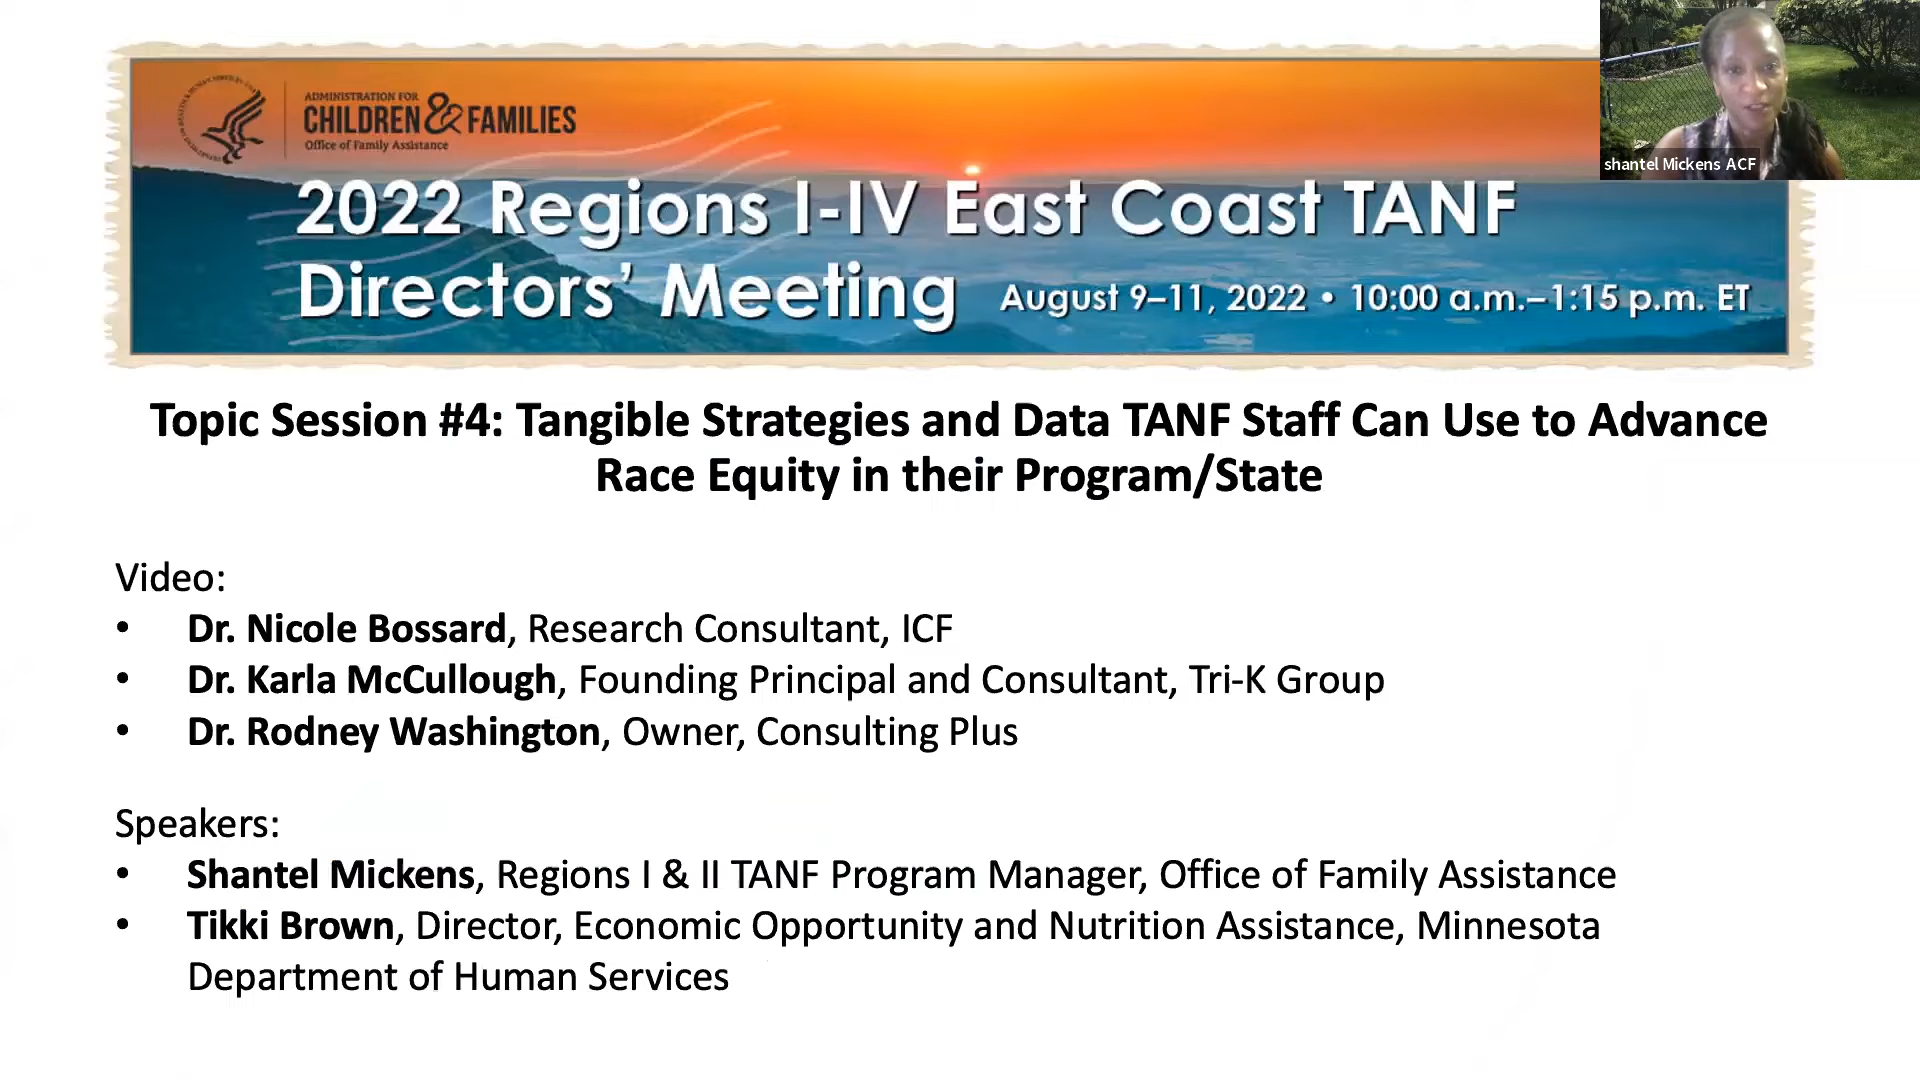 ADMINISTRATION FOR
CHILDREN & FAMILIES
Office of Family Assistance
shantel Mickens ACF
2022 Regions I-IV East Coast TANF
Directors’ Meeting August 9–11, 2022 • 10:00 a.m.–1:15 p.m. ET
Topic Session #4: Tangible Strategies and Data TANF Staff Can Use to Advance
Race Equity in their Program/State
Video:
• Dr. Nicole Bossard, Research Consultant, ICF
• Dr. Karla McCullough, Founding Principal and Consultant, Tri-K Group
• Dr. Rodney Washington, Owner, Consulting Plus
Speakers:
• Shantel Mickens, Regions I & II TANF Program Manager, Office of Family Assistance
• Tikki Brown, Director, Economic Opportunity and Nutrition Assistance, Minnesota
Department of Human Services